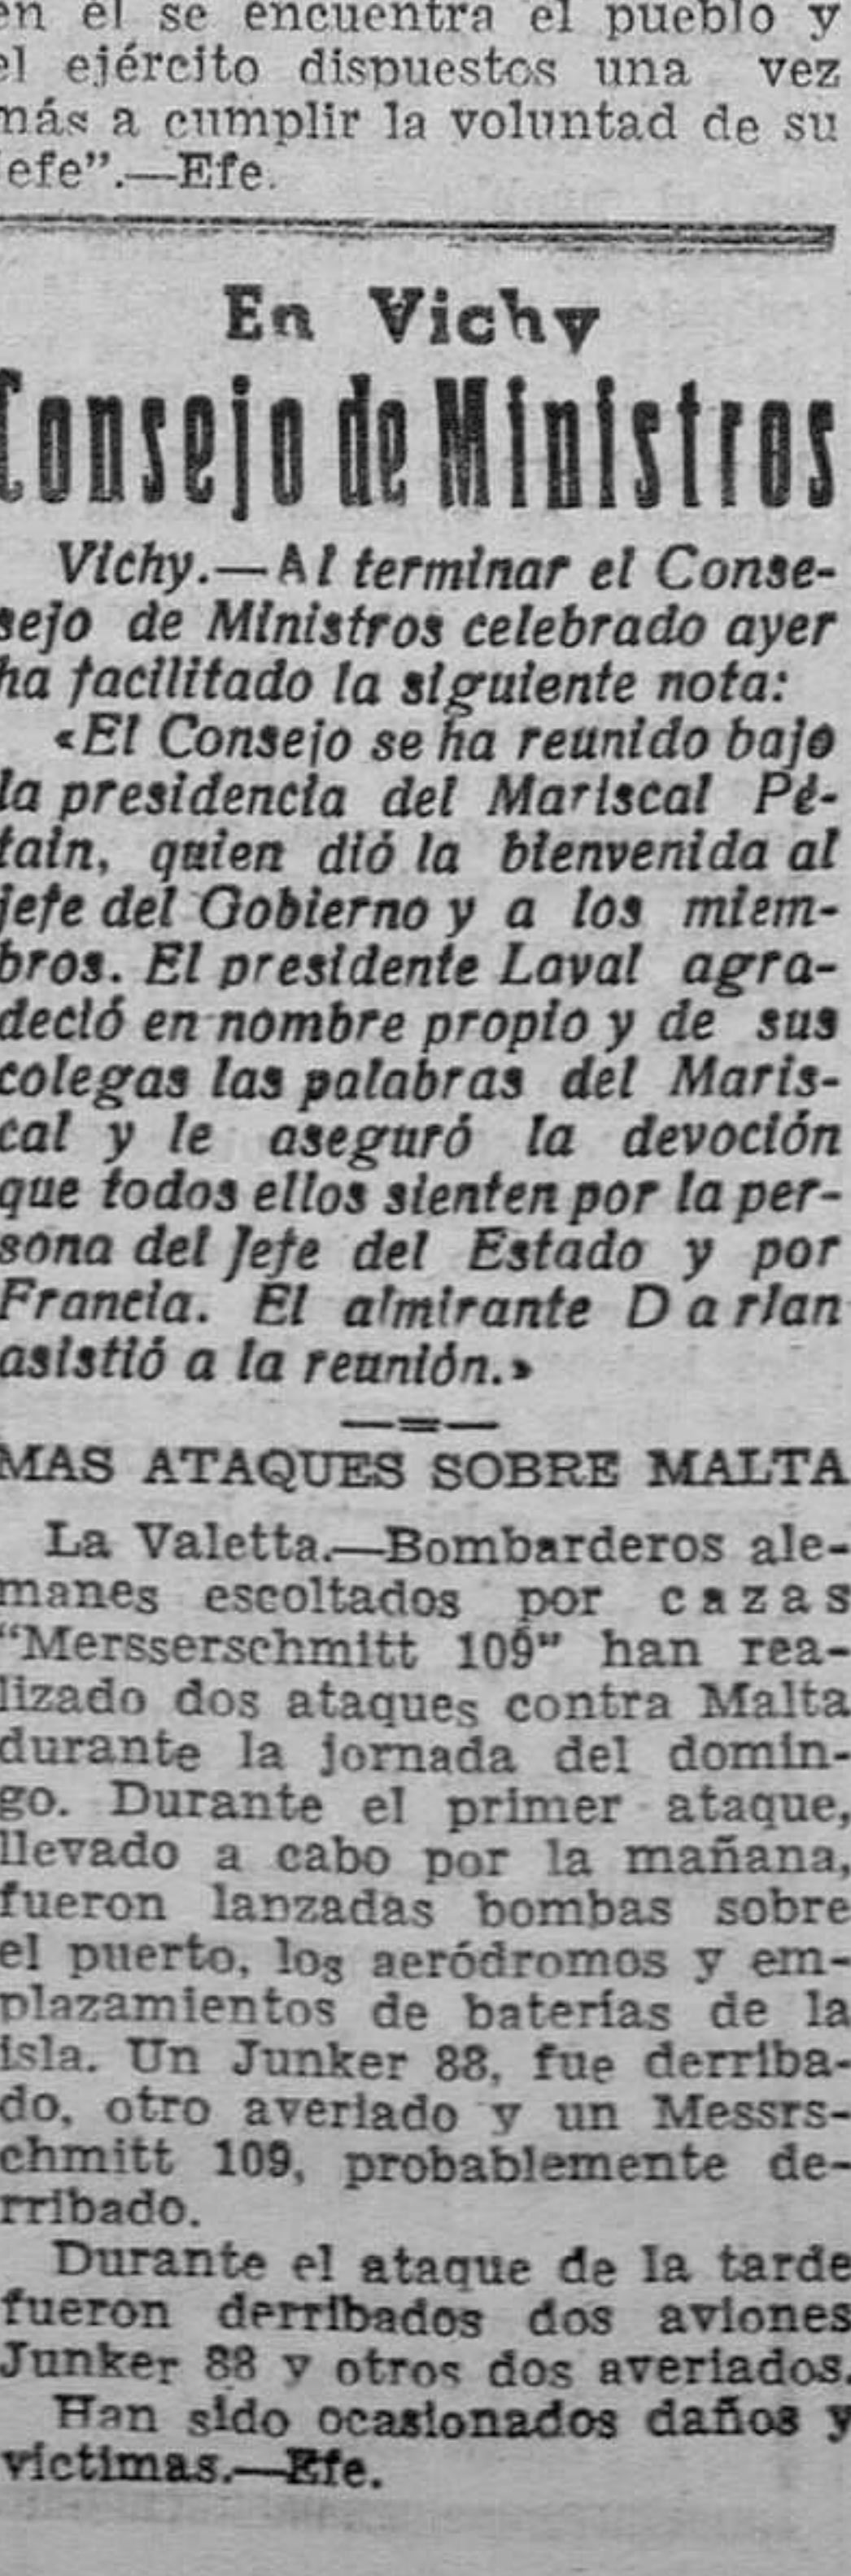 en él se encuentra el pueblo y
el ejército dispuestos una vez
más a cumplir la voluntad de su
Jefe”.—Efe.
En Vichy
Consejo de Ministros
Vichy.—Al terminar el Conse-
sejo de Ministros celebrado ayer
ha facilitado la siguiente nota:
«El Consejo se ha reunido bajo
la presidencia del Mariscal Pé-
tain, quien dió la bienvenida al
jefe del Gobierno y a los miem-
bros. El presidente Laval agra-
deció en nombre propio y de sus
colegas las palabras del Maris-
cal y le aseguró la devoción
que todos ellos sienten por la per-
sona del Jefe del Estado y por
Francia. El almirante Darlan
asistió a la reunión.»
MAS ATAQUES SOBRE MALTA
La Valetta.—Bombarderos ale-
manes escoltados por cazas
“Mersserschmitt 109” han rea-
lizado dos ataques contra Malta
durante la jornada del domin-
go. Durante el primer ataque,
llevado a cabo por la mañana,
fueron lanzadas bombas sobre
el puerto, los aeródromos y em-
plazamientos de baterías de la
isla. Un Junker 88, fue derriba-
do, otro averiado y un Messrs-
chmitt 109, probablemente de-
rribado.
Durante el ataque de la tarde
fueron derribados dos aviones
Junker 88 y otros dos averiados.
Han sido ocasionados daños y
victimas.—Efe.